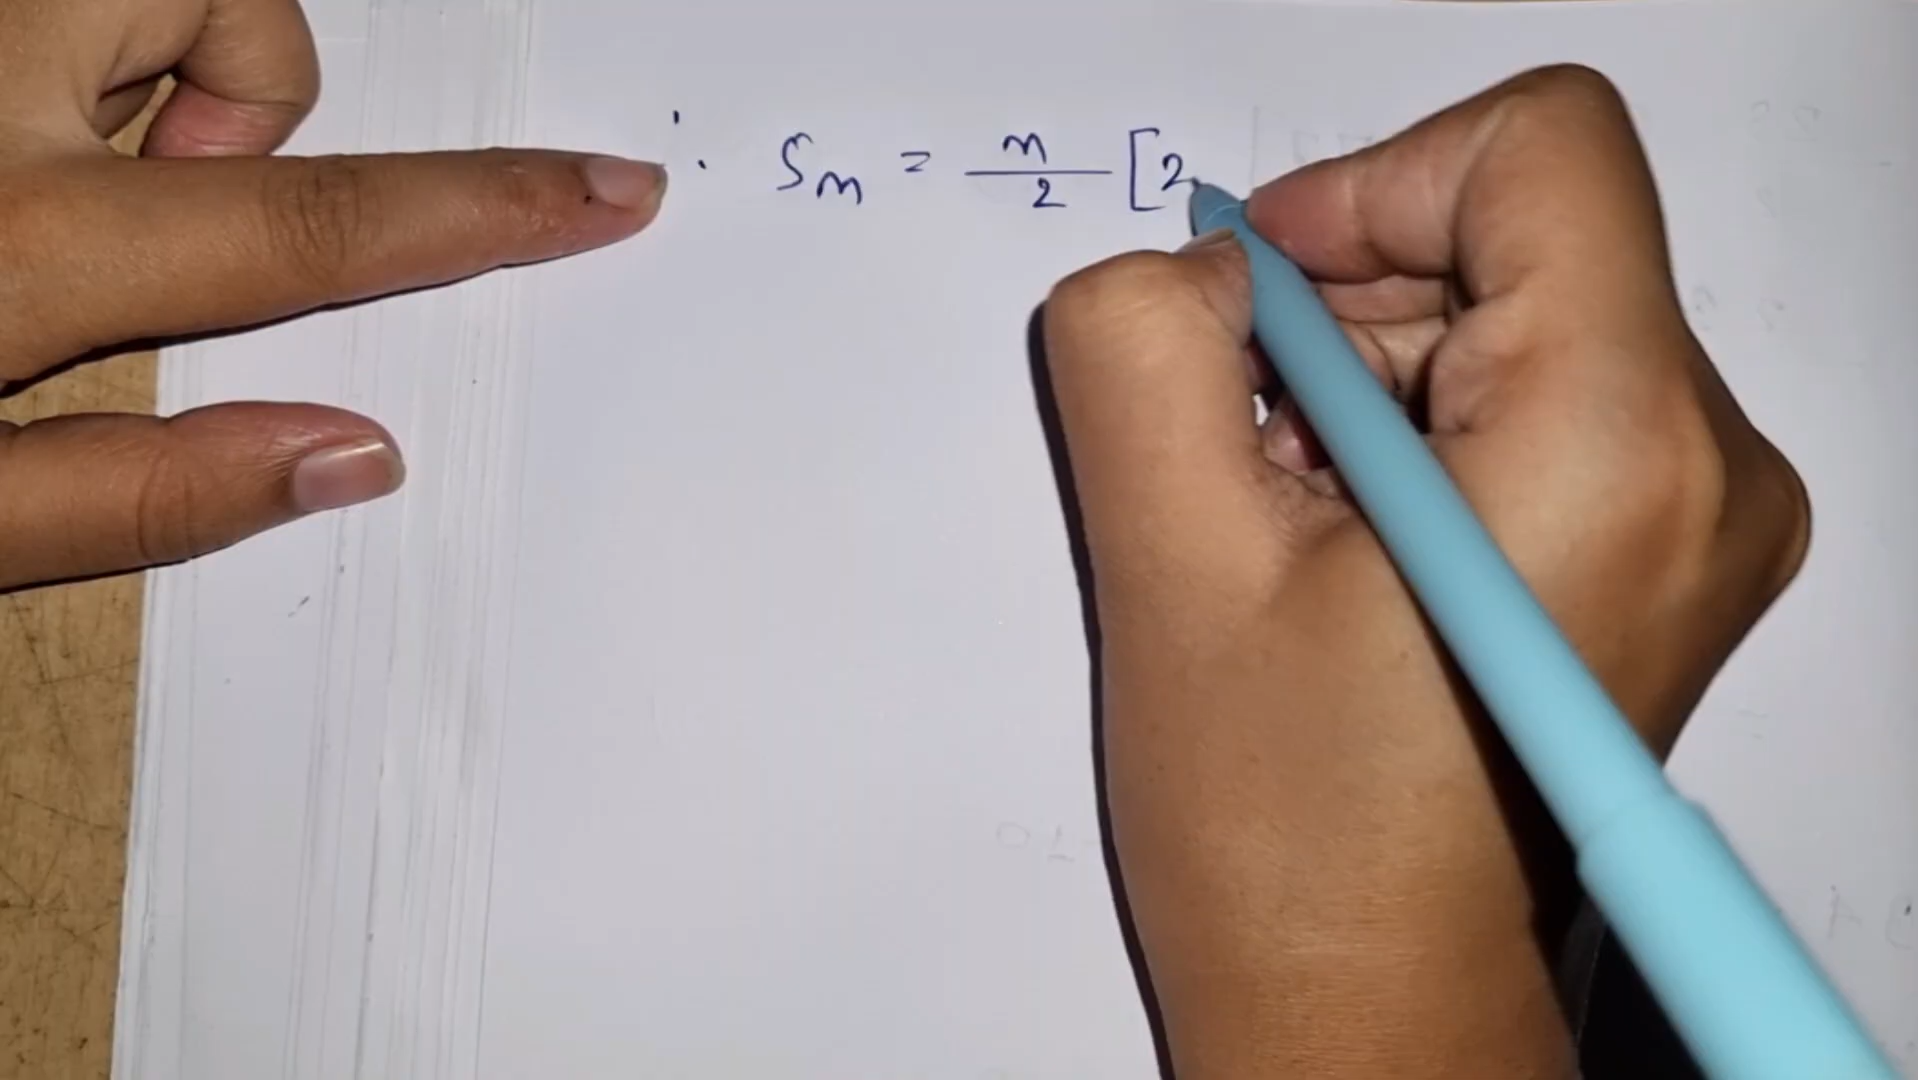 ∴ Sn = n/2 [2